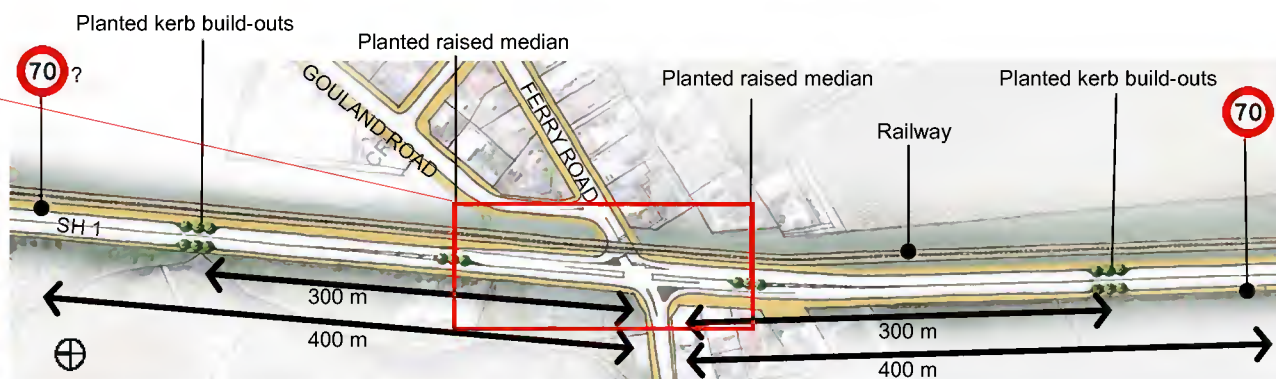 Planted kerb build-outs
Planted raised median
Planted raised median
Planted kerb build-outs
70 ?
70
GOULAND ROAD
FERRY ROAD
Railway
SH 1
300 m
400 m
300 m
400 m